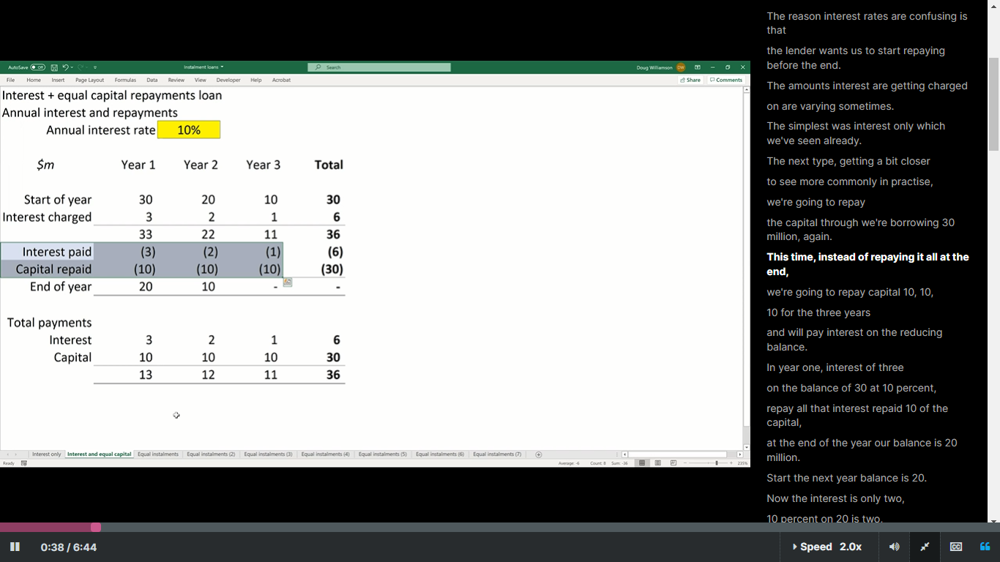 AutoSave Off
Instalment loans
Search
Doug Williamson DW
File Home Insert Page Layout Formulas Data Review View Developer Help Acrobat
Share Comments
Interest + equal capital repayments loan
Annual interest and repayments
Annual interest rate 10%
$m Year 1 Year 2 Year 3 Total
Start of year 30 20 10 30
Interest charged 3 2 1 6
33 22 11 36
Interest paid (3) (2) (1) (6)
Capital repaid (10) (10) (10) (30)
End of year 20 10 - -
Total payments
Interest 3 2 1 6
Capital 10 10 10 30
13 12 11 36
Interest only Interest and equal capital Equal instalments Equal instalments (2) Equal instalments (3) Equal instalments (4) Equal instalments (5) Equal instalments (6) Equal instalments (7)
Ready
Average: -6 Count: 8 Sum: -36
235%
The reason interest rates are confusing is
that
the lender wants us to start repaying
before the end.
The amounts interest are getting charged
on are varying sometimes.
The simplest was interest only which
we've seen already.
The next type, getting a bit closer
to see more commonly in practise,
we're going to repay
the capital through we're borrowing 30
million, again.
This time, instead of repaying it all at the
end,
we're going to repay capital 10, 10,
10 for the three years
and will pay interest on the reducing
balance.
In year one, interest of three
on the balance of 30 at 10 percent,
repay all that interest repaid 10 of the
capital,
at the end of the year our balance is 20
million.
Start the next year balance is 20.
Now the interest is only two,
10 percent on 20 is two,
0:38 / 6:44
Speed 2.0x
CC